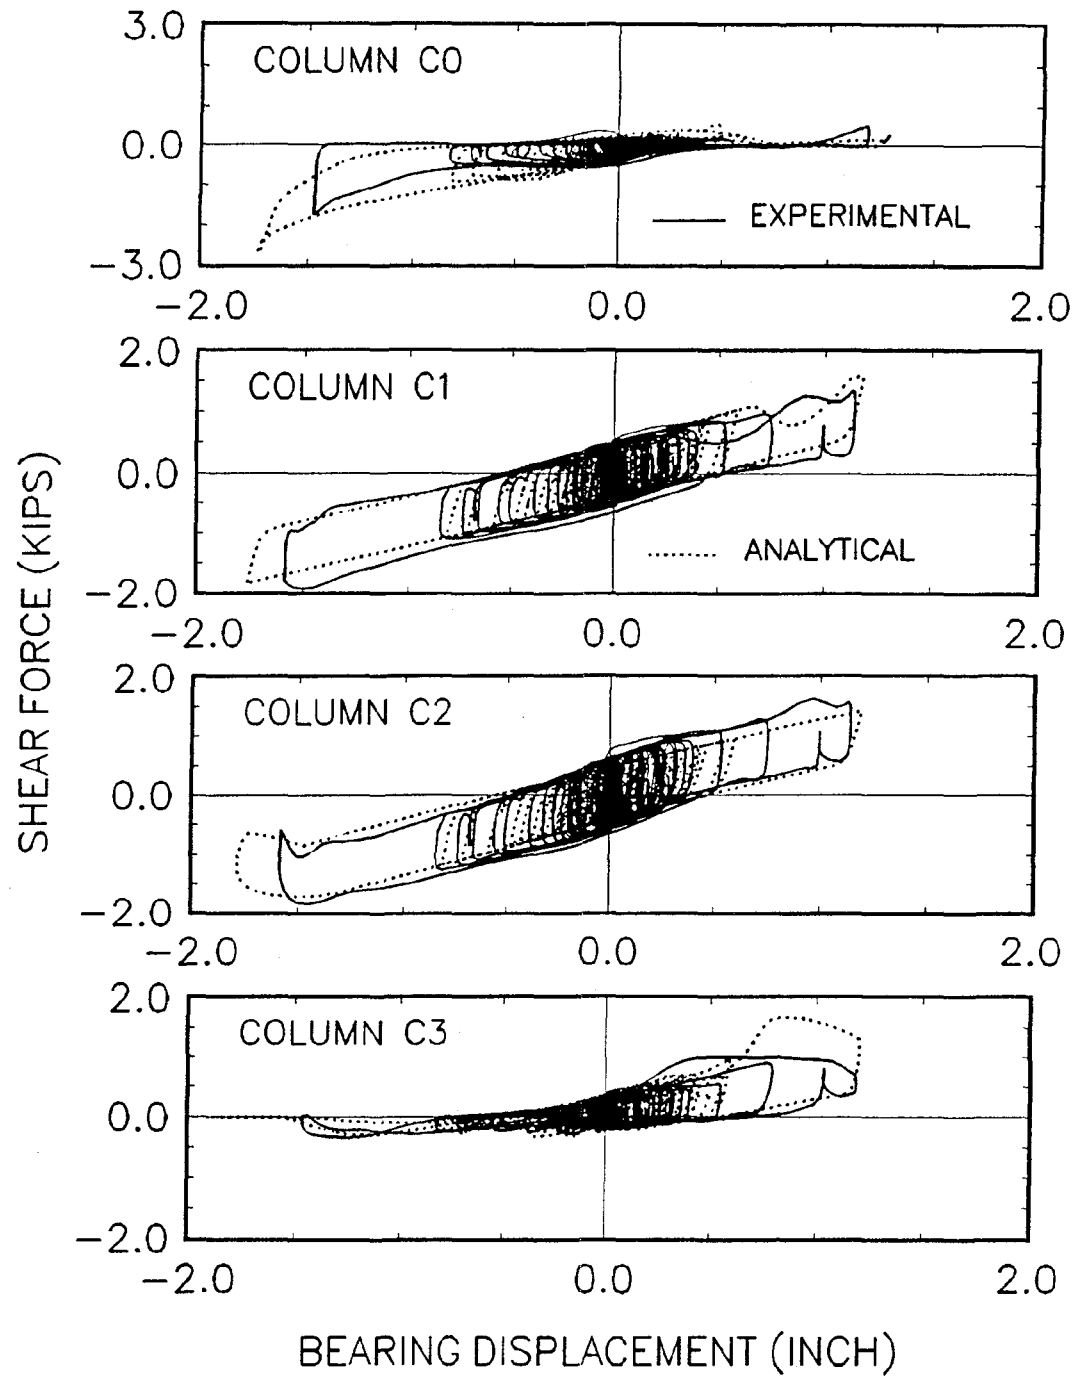 3.0
COLUMN C0
0.0
EXPERIMENTAL
−3.0
−2.0 0.0 2.0
2.0
COLUMN C1
0.0
ANALYTICAL
−2.0
−2.0 0.0 2.0
SHEAR FORCE (KIPS)
2.0
COLUMN C2
0.0
−2.0
−2.0 0.0 2.0
2.0
COLUMN C3
0.0
−2.0
−2.0 0.0 2.0
BEARING DISPLACEMENT (INCH)